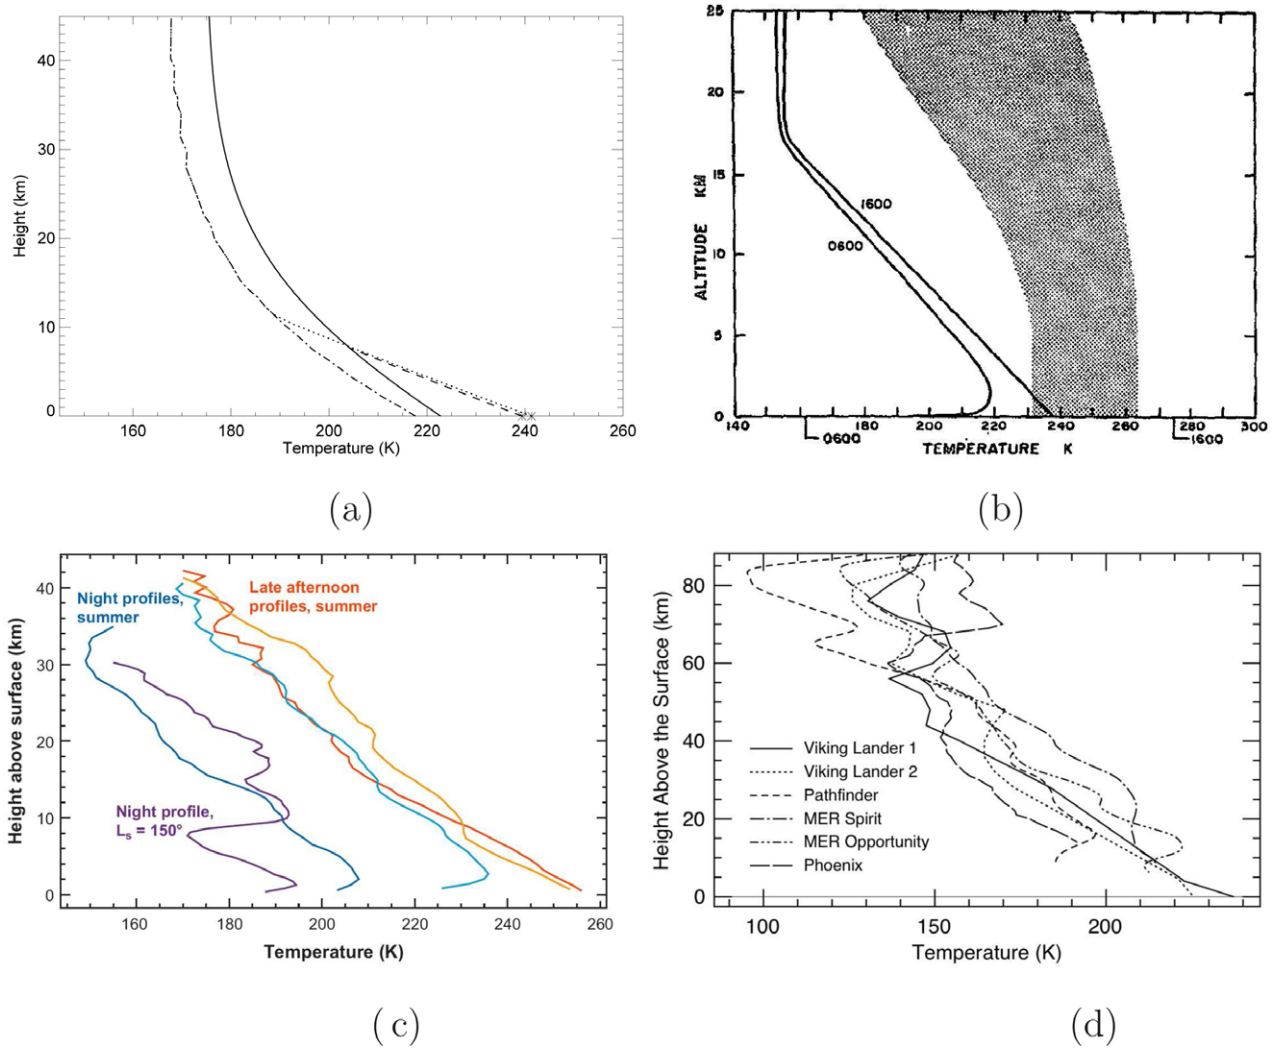 40
30
20
10
0
Height (km)
160
180
200
220
240
260
Temperature (K)
(a)
25
20
15
10
5
0
ALTITUDE KM
1600
0600
140
180
200
220
240
260
280
300
0600
1600
TEMPERATURE K
(b)
40
30
20
10
0
Height above surface (km)
Night profiles,
summer
Late afternoon
profiles, summer
Night profile,
Ls = 150°
160
180
200
220
240
260
Temperature (K)
(c)
80
60
40
20
0
Height Above the Surface (km)
Viking Lander 1
Viking Lander 2
Pathfinder
MER Spirit
MER Opportunity
Phoenix
100
150
200
Temperature (K)
(d)